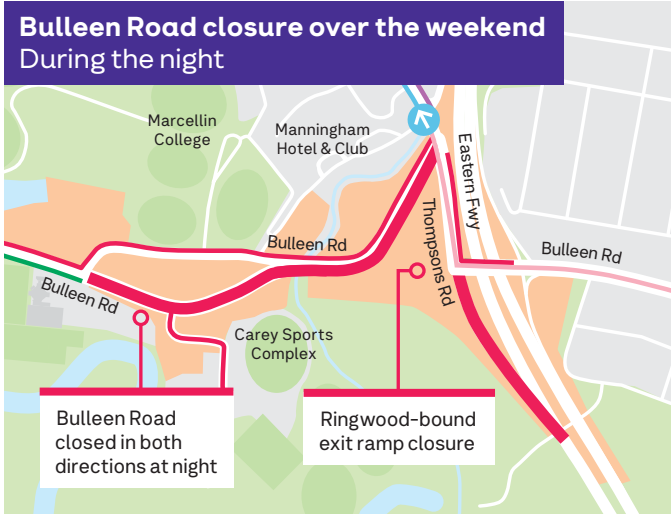 Bulleen Road closure over the weekend
During the night
Marcellin
College
Manningham
Hotel & Club
Eastern Fwy
Thompsons Rd
Bulleen Rd
Bulleen Rd
Bulleen Rd
Carey Sports
Complex
Bulleen Road
closed in both
directions at night
Ringwood-bound
exit ramp closure